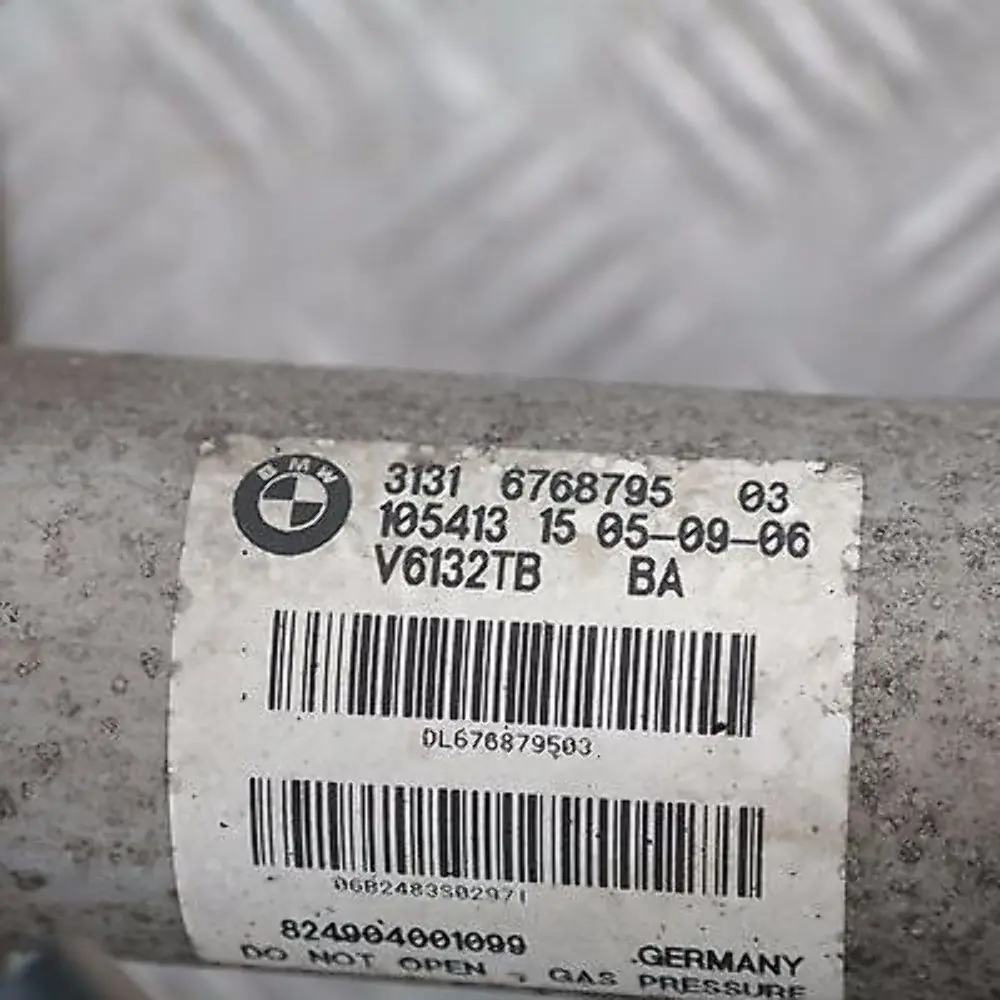 BMW
3131 6768795 03
105413 15 05-09-06
V6132TB BA
DL676879503
06B2483S02971
824904001099 GERMANY
DO NOT OPEN, GAS PRESSURE